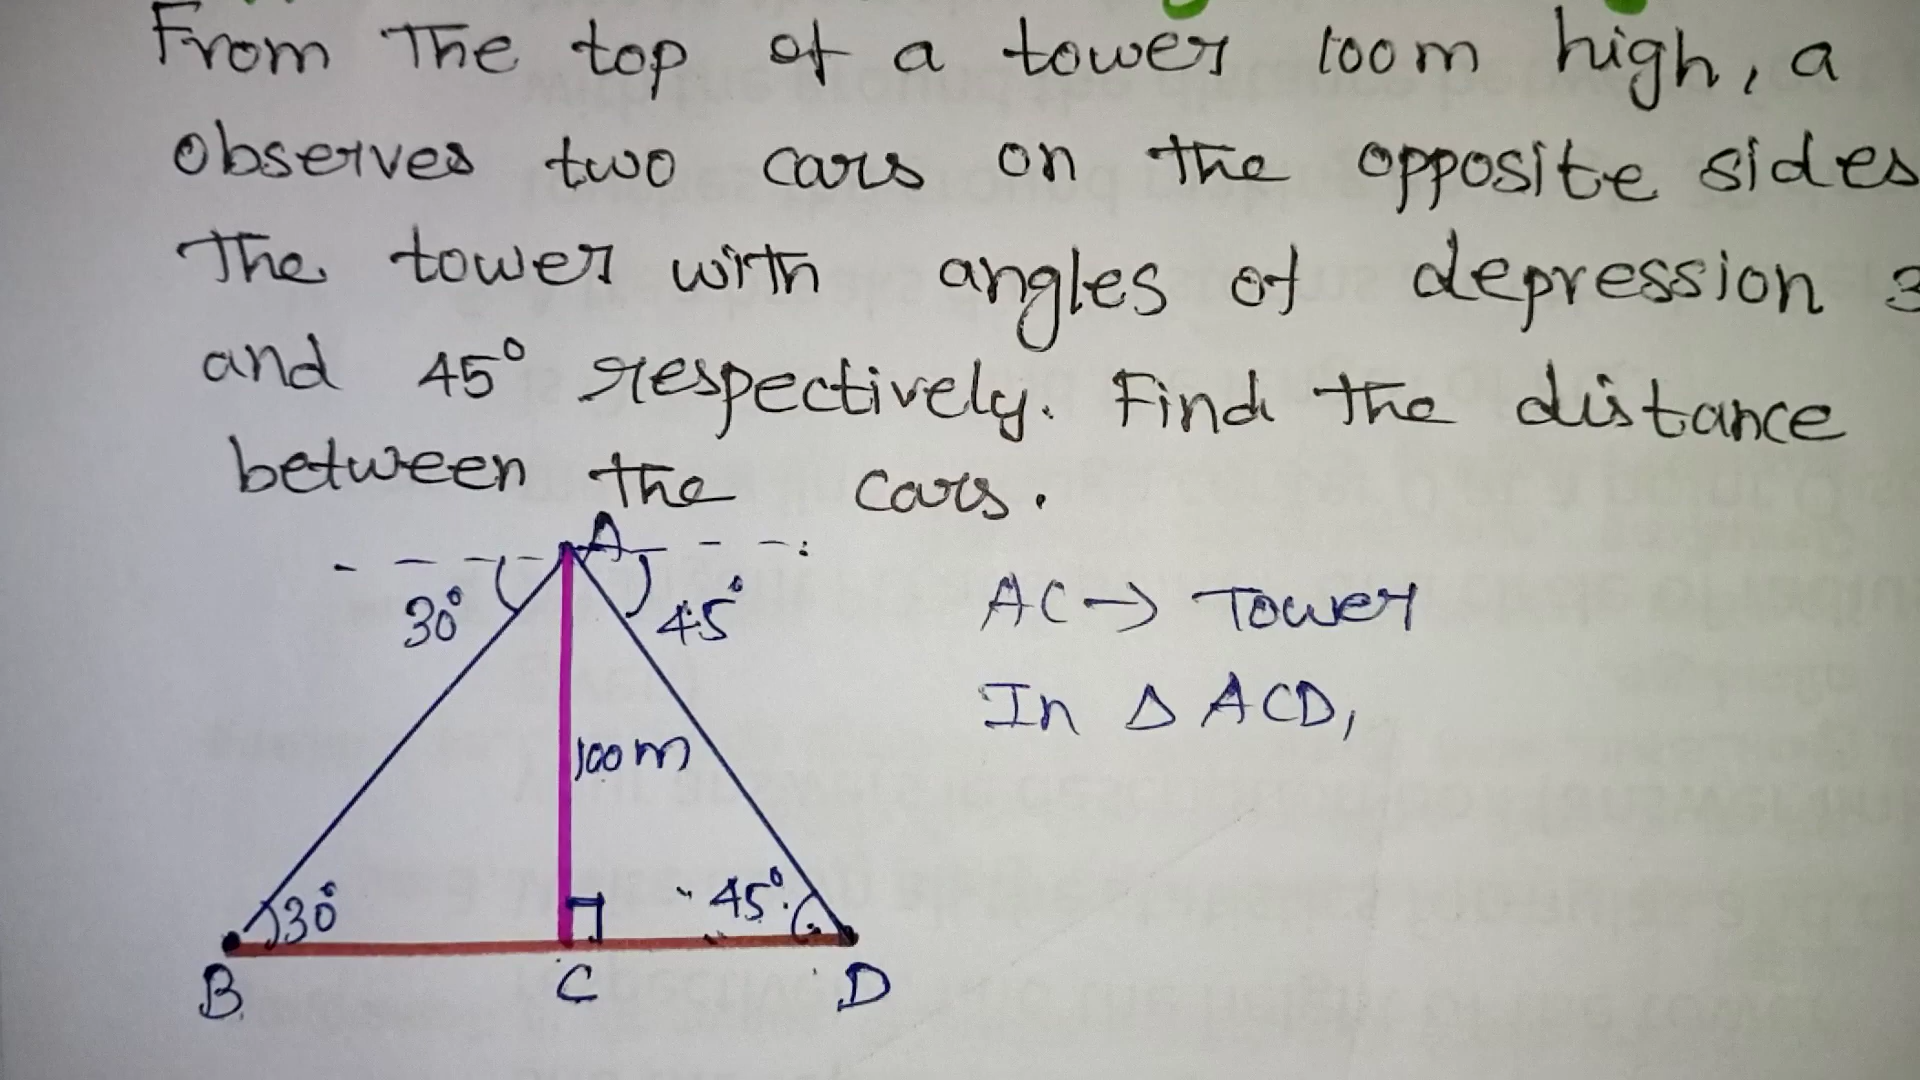 From The top of a tower 100m high, a
observes two cars on the opposite sides
The tower with angles of depression 3
and 45° respectively. Find the distance
between the cars.
A
30° 45°
AC → Tower
In Δ ACD,
100m
30° 45°
B C D